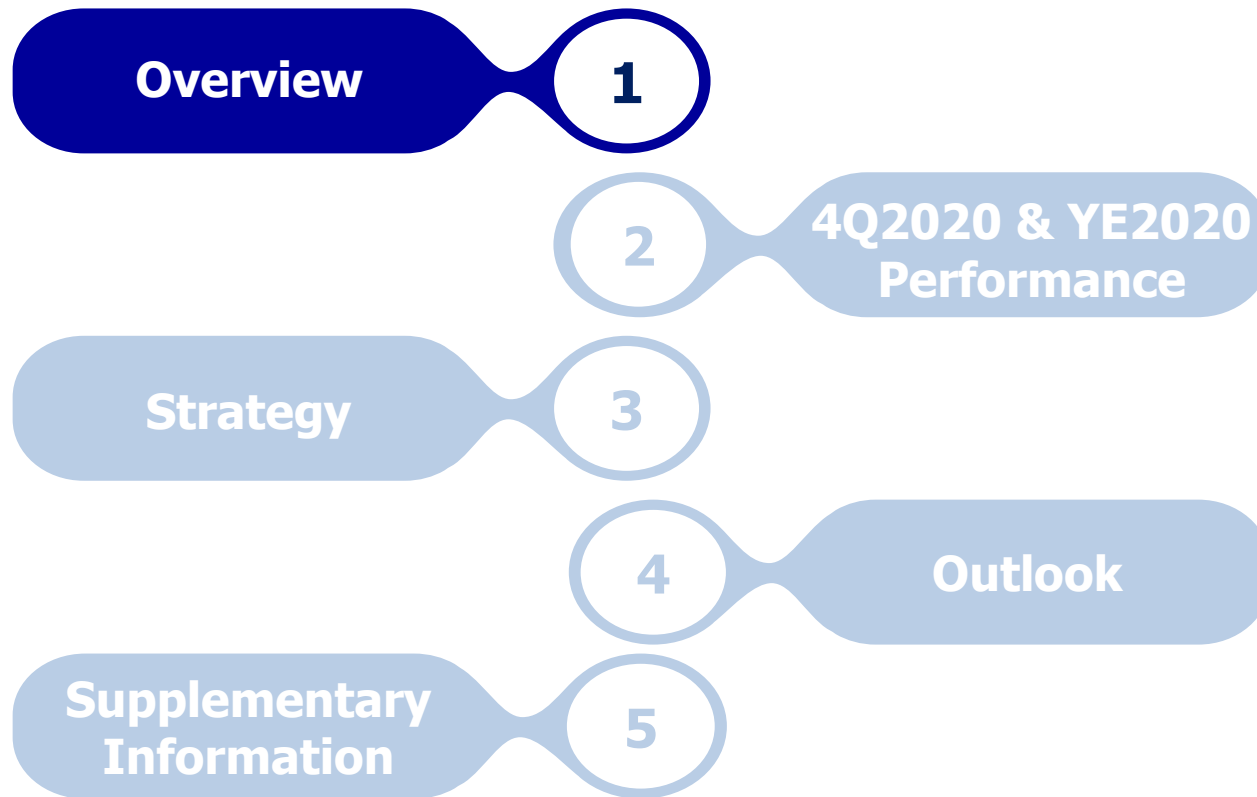 Overview
1
2
4Q2020 & YE2020
Performance
Strategy
3
4
Outlook
Supplementary
Information
5